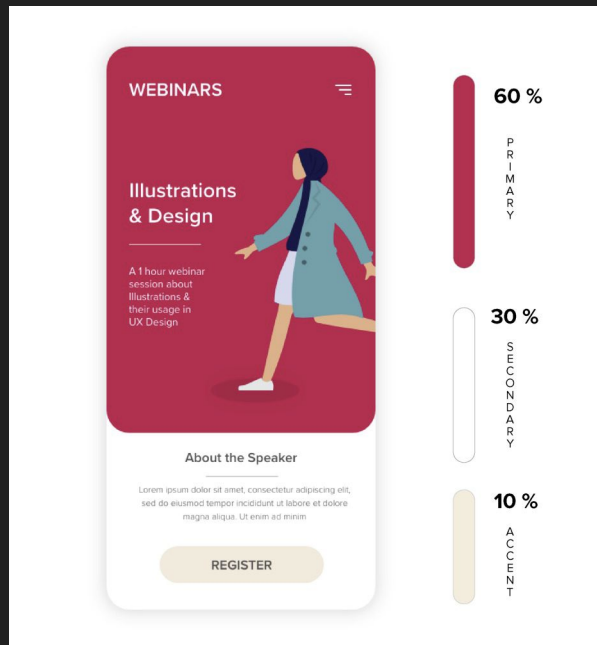 WEBINARS
Illustrations
& Design
A 1 hour webinar
session about
Illustrations &
their usage in
UX Design
About the Speaker
Lorem ipsum dolor sit amet, consectetur adipiscing elit,
sed do eiusmod tempor incididunt ut labore et dolore
magna aliqua. Ut enim ad minim
REGISTER
60 %
PRIMARY
30 %
SECONDARY
10 %
ACCENT